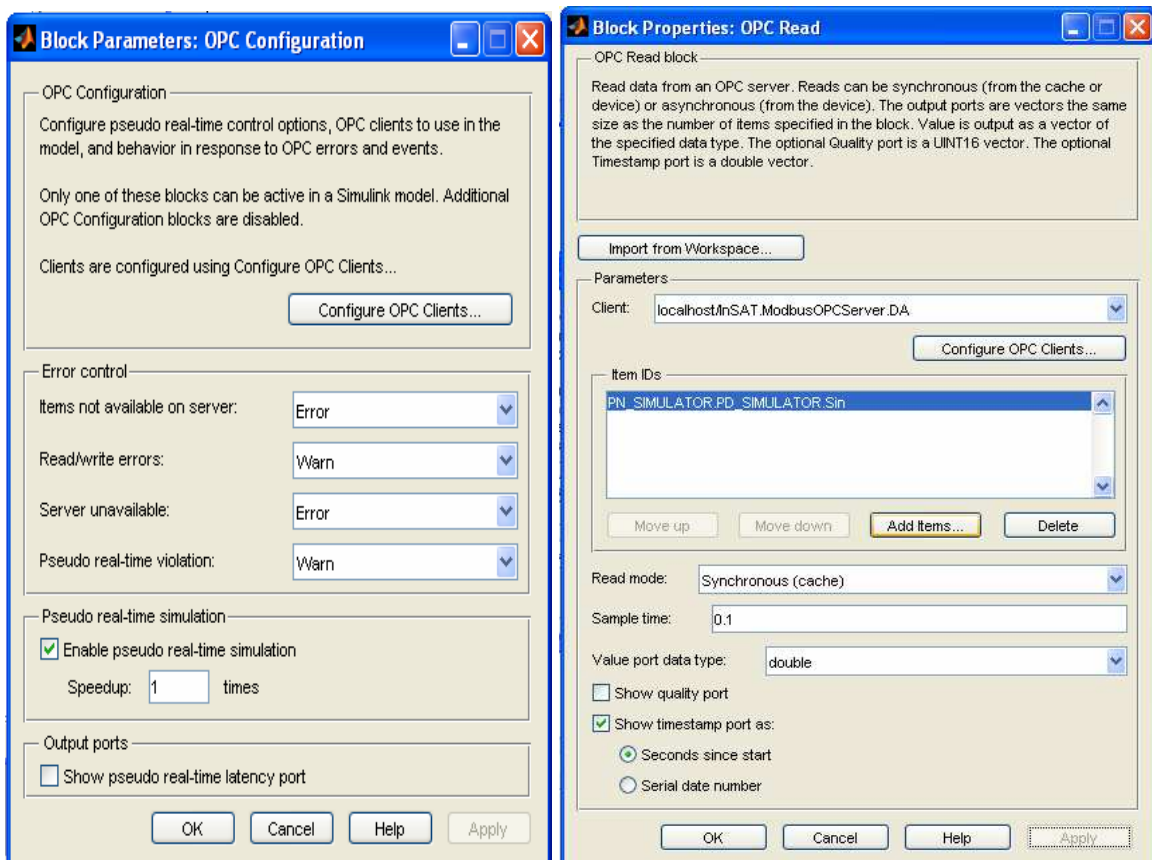 Block Parameters: OPC Configuration
OPC Configuration
Configure pseudo real-time control options, OPC clients to use in the
model, and behavior in response to OPC errors and events.
Only one of these blocks can be active in a Simulink model. Additional
OPC Configuration blocks are disabled.
Clients are configured using Configure OPC Clients...
Configure OPC Clients...
Error control
Items not available on server:
Error
Read/write errors:
Warn
Server unavailable:
Error
Pseudo real-time violation:
Warn
Pseudo real-time simulation
Enable pseudo real-time simulation
Speedup: 1 times
Output ports
Show pseudo real-time latency port
OK Cancel Help Apply
Block Properties: OPC Read
OPC Read block
Read data from an OPC server. Reads can be synchronous (from the cache or
device) or asynchronous (from the device). The output ports are vectors the same
size as the number of items specified in the block. Value is output as a vector of
the specified data type. The optional Quality port is a UINT16 vector. The optional
Timestamp port is a double vector.
Import from Workspace...
Parameters
Client: localhost/InSAT.ModbusOPCServer.DA
Configure OPC Clients...
Item IDs
PN_SIMULATOR.PD_SIMULATOR.Sin
Move up Move down Add Items... Delete
Read mode: Synchronous (cache)
Sample time: 0.1
Value port data type: double
Show quality port
Show timestamp port as:
Seconds since start
Serial date number
OK Cancel Help Apply